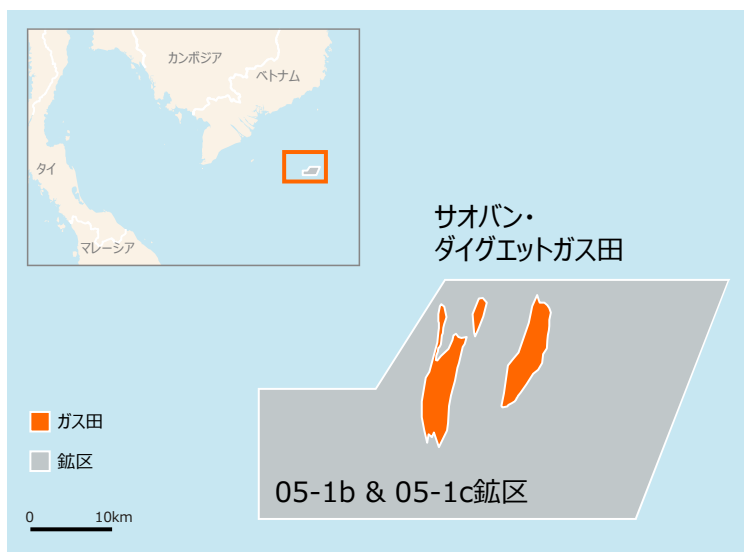 カンボジア
ベトナム
タイ
マレーシア
サオバン・
ダイグエットガス田
ガス田
鉱区
05-1b & 05-1c鉱区
0 10km